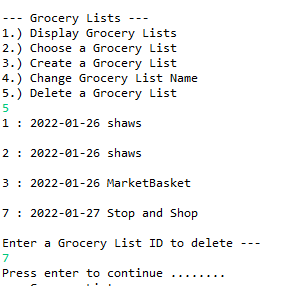 --- Grocery Lists ---
1.) Display Grocery Lists
2.) Choose a Grocery List
3.) Create a Grocery List
4.) Change Grocery List Name
5.) Delete a Grocery List
5
1 : 2022-01-26 shaws
2 : 2022-01-26 shaws
3 : 2022-01-26 MarketBasket
7 : 2022-01-27 Stop and Shop
Enter a Grocery List ID to delete ---
7
Press enter to continue ........